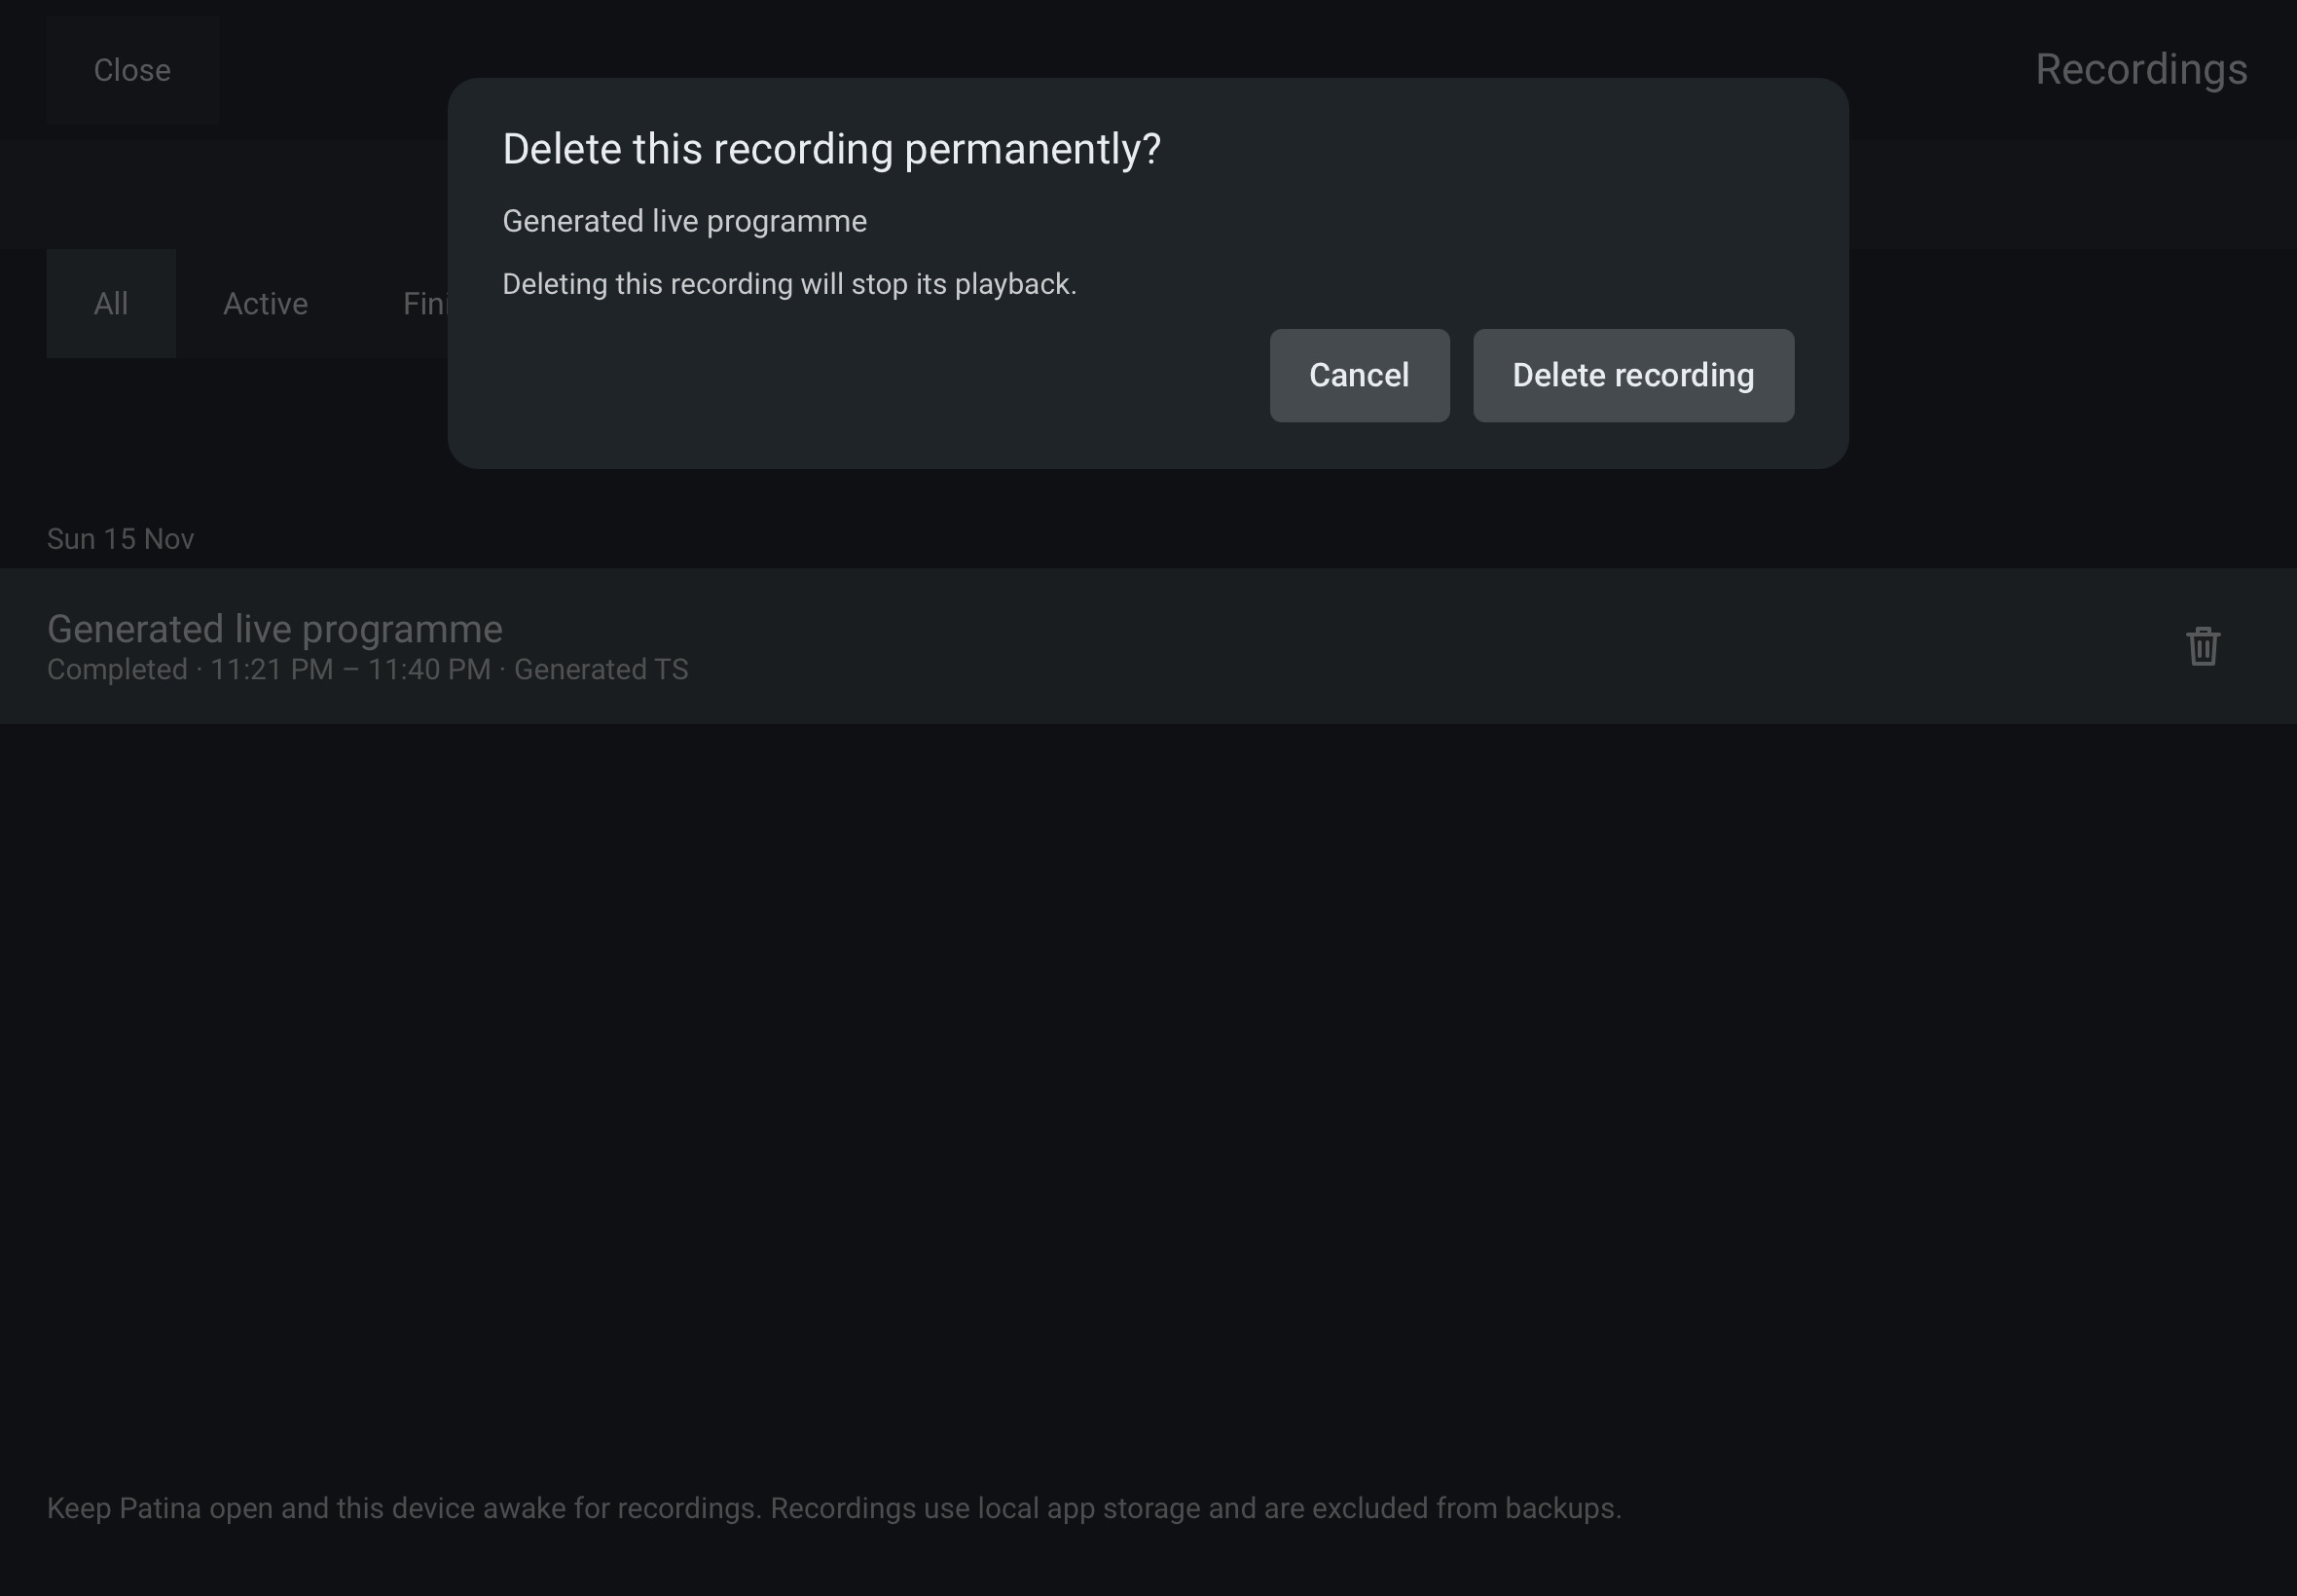 Close
Recordings
Delete this recording permanently?
Generated live programme
Deleting this recording will stop its playback.
All
Active
Cancel
Delete recording
Sun 15 Nov
Generated live programme
Completed · 11:21 PM – 11:40 PM · Generated TS
Keep Patina open and this device awake for recordings. Recordings use local app storage and are excluded from backups.